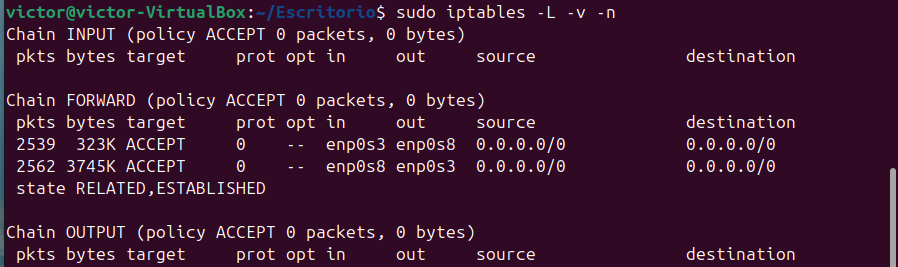 victor@victor-VirtualBox:~/Escritorio$ sudo iptables -L -v -n
Chain INPUT (policy ACCEPT 0 packets, 0 bytes)
 pkts bytes target     prot opt in     out     source               destination

Chain FORWARD (policy ACCEPT 0 packets, 0 bytes)
 pkts bytes target     prot opt in     out     source               destination
 2539  323K ACCEPT     0    --  enp0s3 enp0s8  0.0.0.0/0            0.0.0.0/0
 2562 3745K ACCEPT     0    --  enp0s8 enp0s3  0.0.0.0/0            0.0.0.0/0
 state RELATED,ESTABLISHED

Chain OUTPUT (policy ACCEPT 0 packets, 0 bytes)
 pkts bytes target     prot opt in     out     source               destination